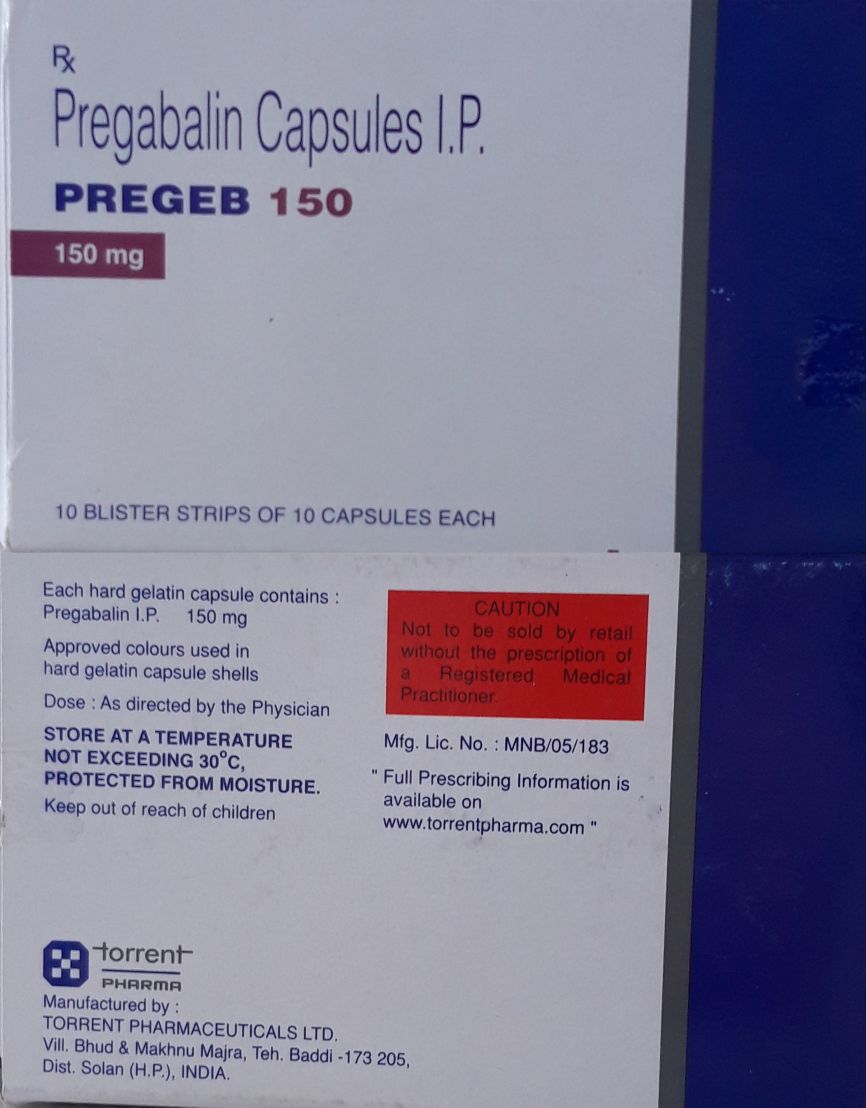 Rx
Pregabalin Capsules I.P.
PREGEB 150
150 mg
10 BLISTER STRIPS OF 10 CAPSULES EACH
Each hard gelatin capsule contains :
Pregabalin I.P. 150 mg
Approved colours used in
hard gelatin capsule shells
Dose : As directed by the Physician
STORE AT A TEMPERATURE
NOT EXCEEDING 30°C,
PROTECTED FROM MOISTURE.
Keep out of reach of children
CAUTION
Not to be sold by retail
without the prescription of
a Registered Medical
Practitioner.
Mfg. Lic. No. : MNB/05/183
" Full Prescribing Information is
available on
www.torrentpharma.com "
torrent
PHARMA
Manufactured by :
TORRENT PHARMACEUTICALS LTD.
Vill. Bhud & Makhnu Majra, Teh. Baddi -173 205,
Dist. Solan (H.P.), INDIA.